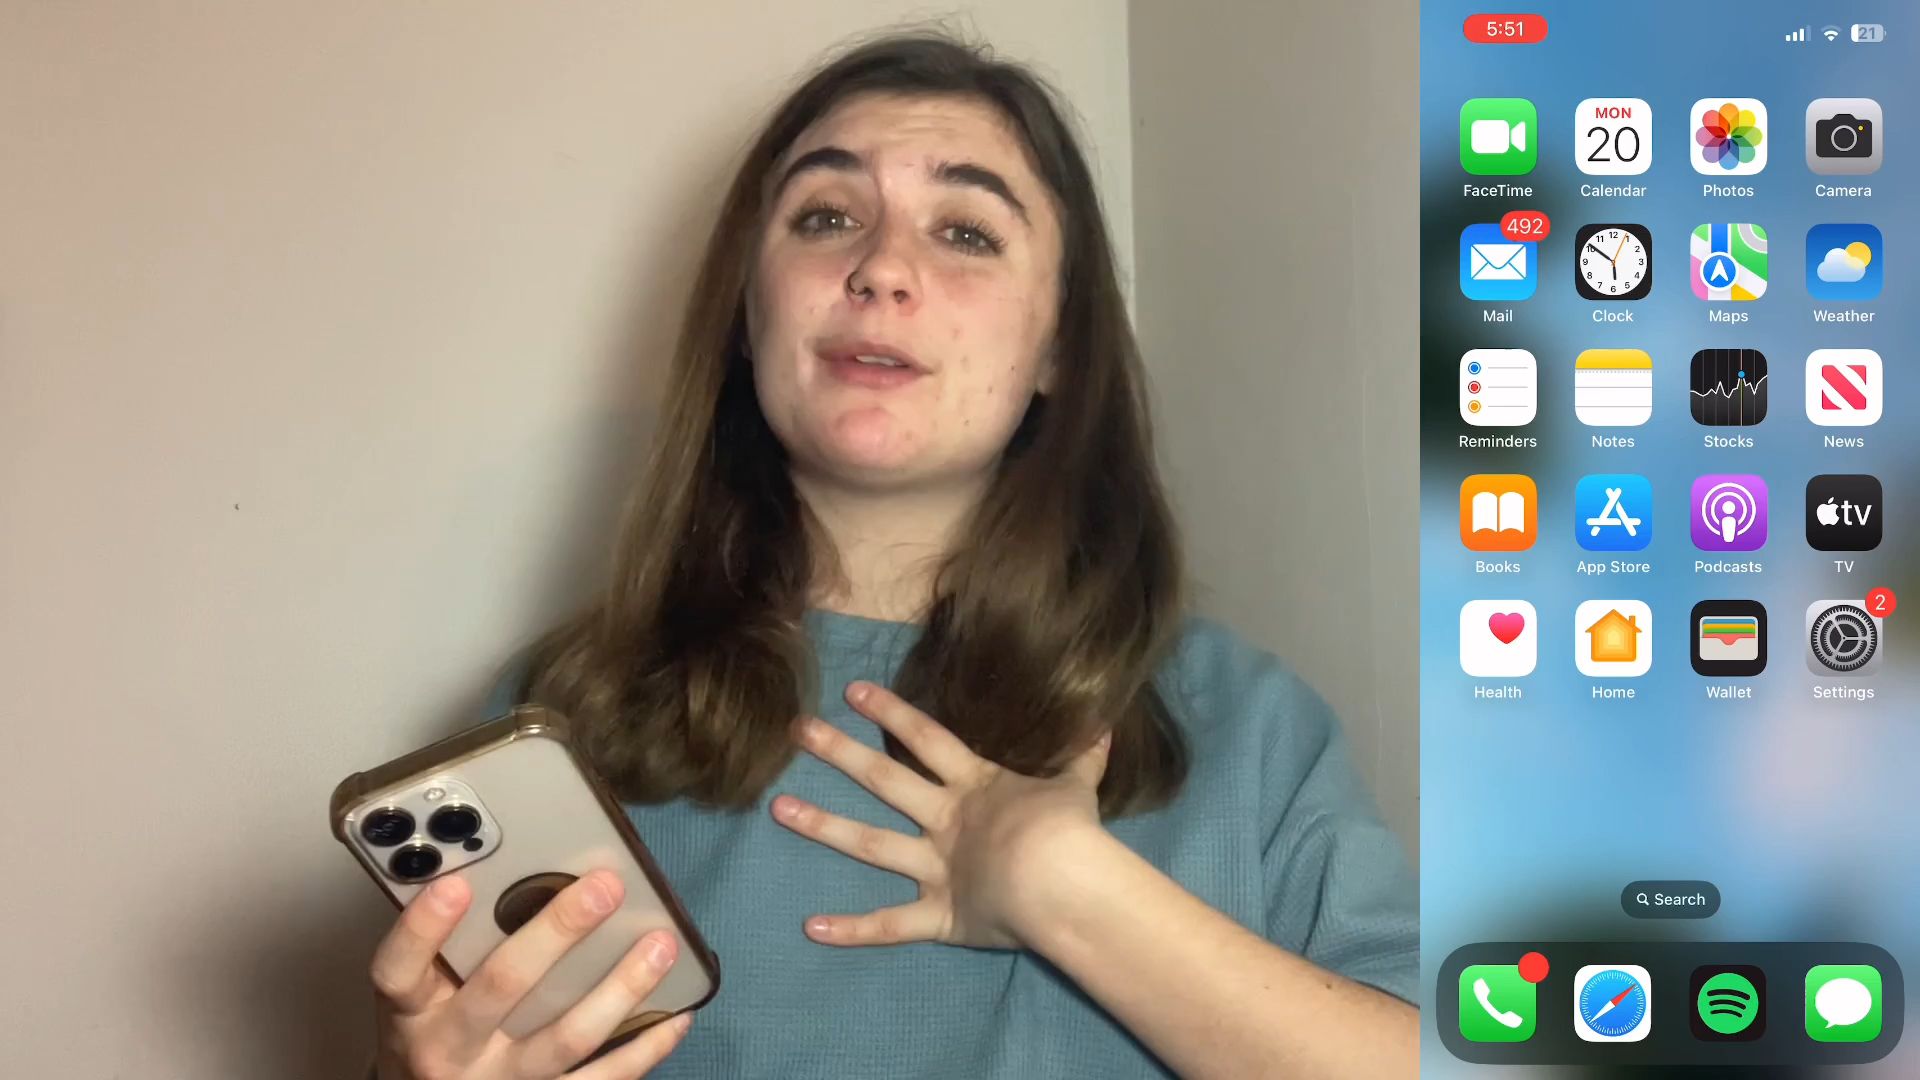 5:51
21
MON
20
FaceTime Calendar Photos Camera
492
Mail Clock Maps Weather
Reminders Notes Stocks News
tv
Books App Store Podcasts TV
2
Health Home Wallet Settings
Search